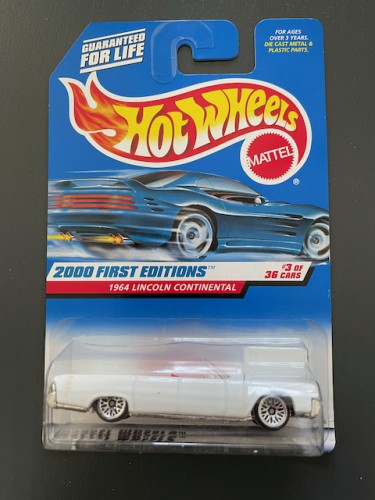 GUARANTEED
FOR LIFE
FOR AGES
OVER 3 YEARS.
DIE CAST METAL &
PLASTIC PARTS.
HOT WHEELS
MATTEL
®
2000 FIRST EDITIONS™
#3 OF
36 CARS
1964 LINCOLN CONTINENTAL